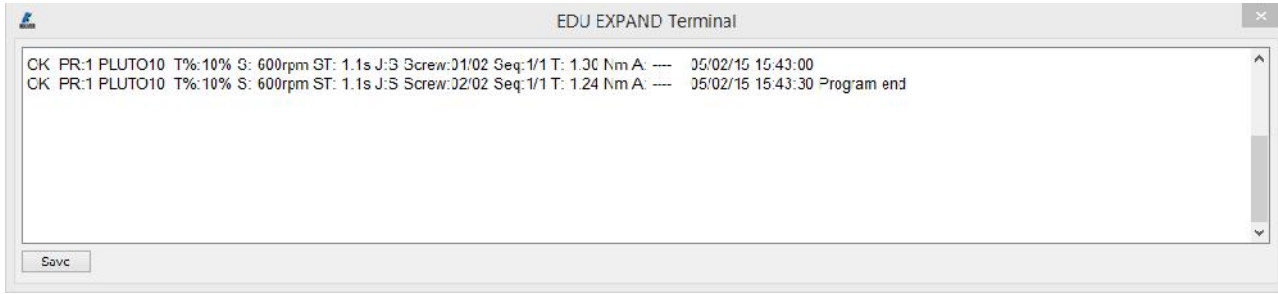 EDU EXPAND Terminal
OK PR:1 PLUTO10 T%:10% S: 600rpm ST: 1.1s J:S Screw:01/02 Seq:1/1 T: 1.30 Nm A: ---- 05/02/15 15:43:00
OK PR:1 PLUTO10 T%:10% S: 600rpm ST: 1.1s J:S Screw:02/02 Seq:1/1 T: 1.24 Nm A: ---- 05/02/15 15:43:30 Program end
Save